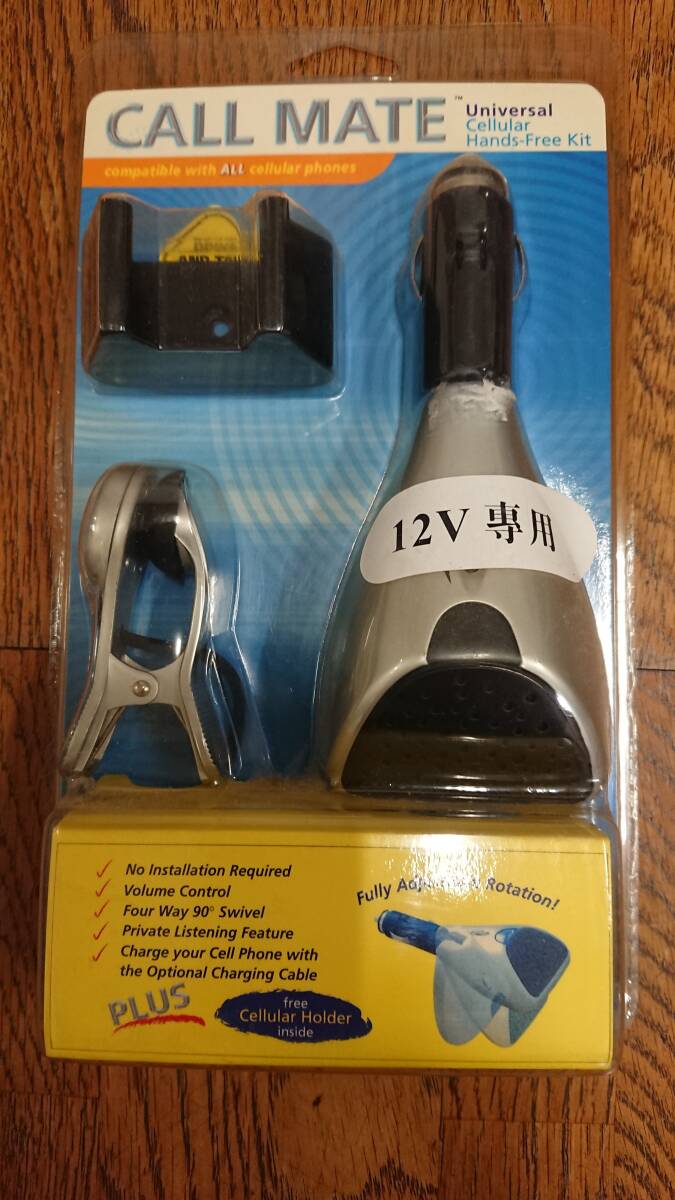 CALL MATE™
Universal
Cellular
Hands-Free Kit
compatible with ALL cellular phones
12V 專用
No Installation Required
Volume Control
Four Way 90° Swivel
Private Listening Feature
Charge your Cell Phone with
the Optional Charging Cable
Fully Rotation!
PLUS
free
Cellular Holder
inside